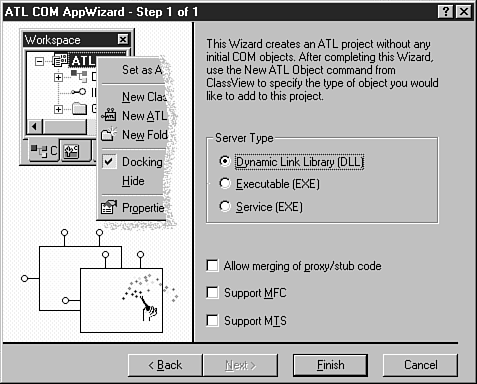 ATL COM AppWizard - Step 1 of 1
Workspace
ATL
Set as A
New Clas
New ATL
New Fold
Docking
Hide
Propertie
This Wizard creates an ATL project without any
initial COM objects. After completing this Wizard,
use the New ATL Object command from
ClassView to specify the type of object you would
like to add to this project.
Server Type
Dynamic Link Library (DLL)
Executable (EXE)
Service (EXE)
Allow merging of proxy/stub code
Support MFC
Support MTS
< Back
Next >
Finish
Cancel